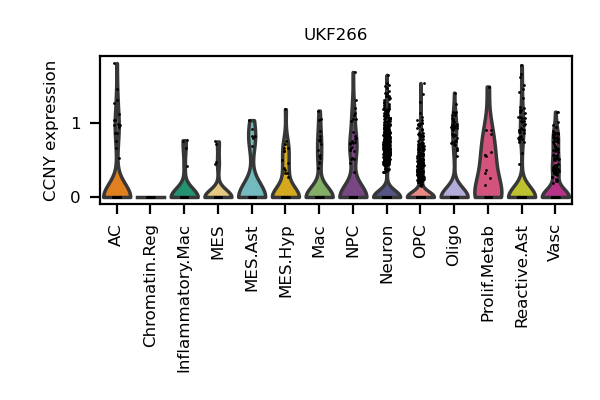 UKF266
CCNY expression
1
0
AC
Chromatin.Reg
Inflammatory.Mac
MES
MES.Ast
MES.Hyp
Mac
NPC
Neuron
OPC
Oligo
Prolif.Metab
Reactive.Ast
Vasc